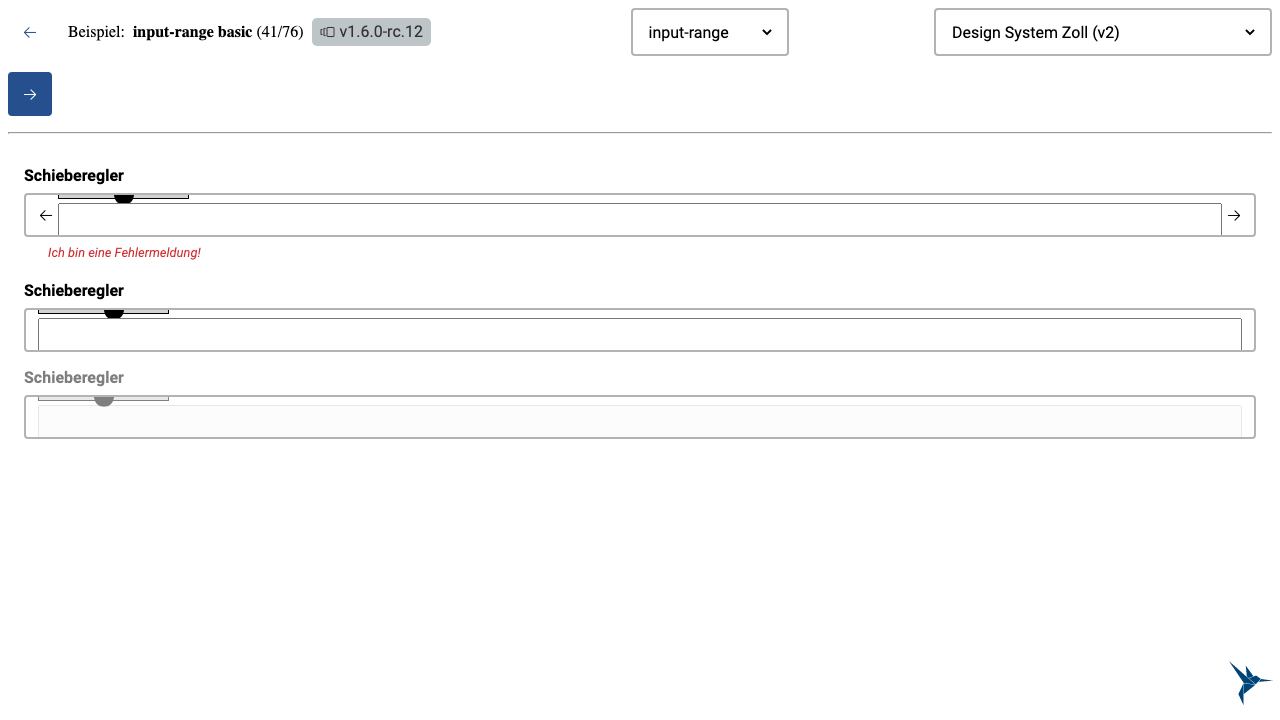 Beispiel: input-range basic (41/76) v1.6.0-rc.12 input-range Design System Zoll (v2)
Schieberegler
Ich bin eine Fehlermeldung!
Schieberegler
Schieberegler